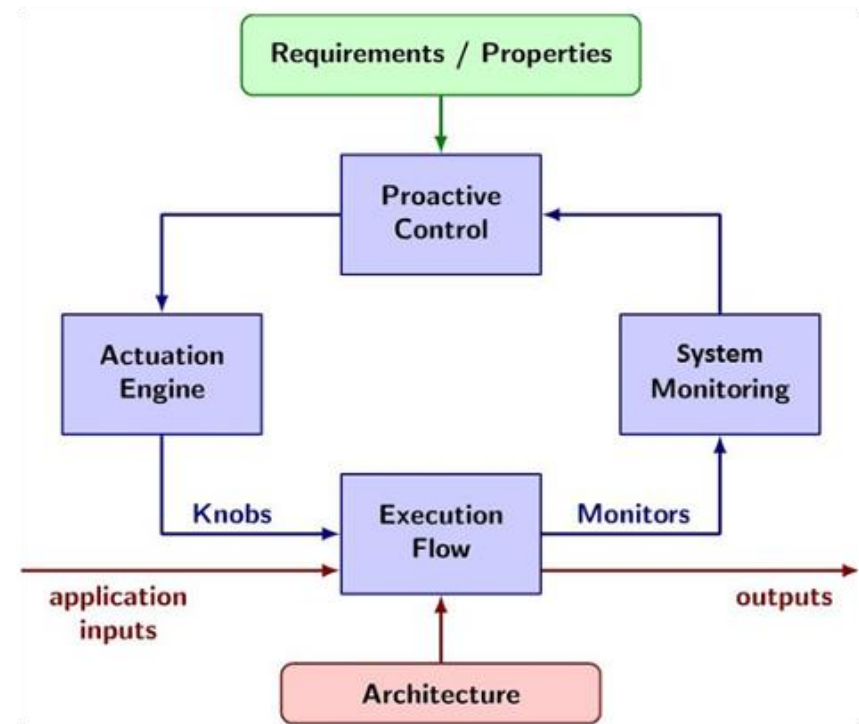 Requirements / Properties
Proactive
Control
Actuation
Engine
System
Monitoring
Knobs
Execution
Flow
Monitors
application
inputs
outputs
Architecture